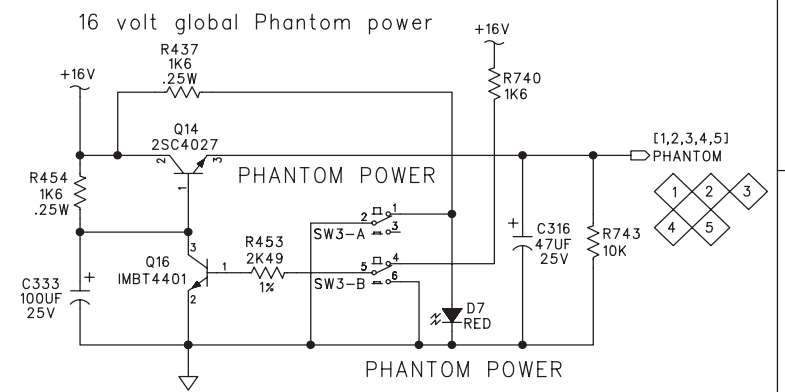 16 volt global Phantom power
+16V
R437
1K6
.25W
+16V
R740
1K6
Q14
2SC4027
2
3
1
[1,2,3,4,5]
PHANTOM
PHANTOM POWER
R454
1K6
.25W
1
2
3
4
5
2
1
3
SW3-A
+
C316
47UF
25V
R743
10K
3
Q16
IMBT4401
1
2
R453
2K49
1%
5
4
6
SW3-B
+
C333
100UF
25V
D7
RED
PHANTOM POWER